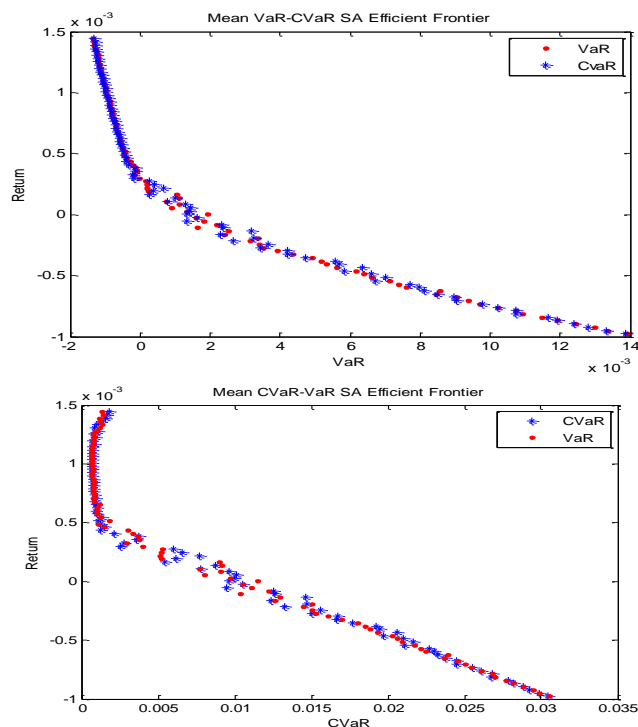 x 10^-3
Mean VaR-CVaR SA Efficient Frontier
1.5
1
0.5
0
-0.5
-1
Return
VaR
CvaR
-2 0 2 4 6 8 10 12 14
VaR
x 10^-3
x 10^-3
Mean CVaR-VaR SA Efficient Frontier
1.5
1
0.5
0
-0.5
-1
Return
CVaR
VaR
0 0.005 0.01 0.015 0.02 0.025 0.03 0.035
CVaR